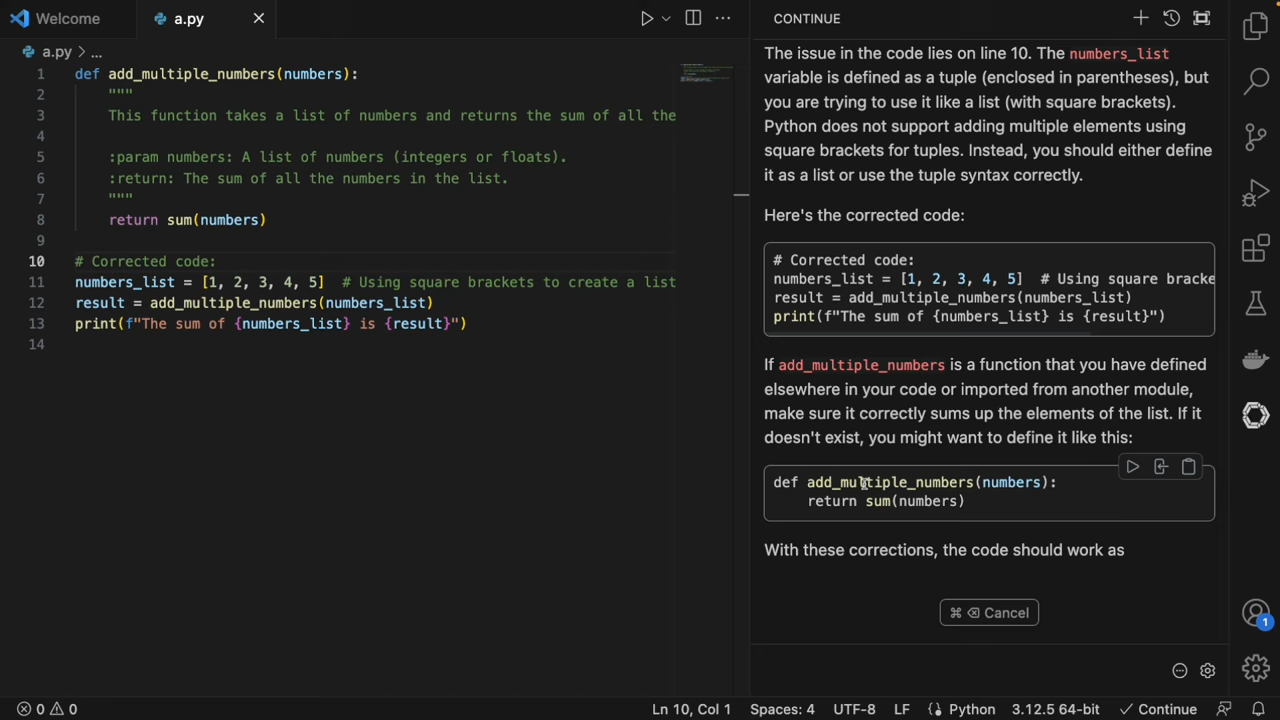 Welcome
a.py
a.py > ...
1 def add_multiple_numbers(numbers):
2 """
3 This function takes a list of numbers and returns the sum of all the
4
5 :param numbers: A list of numbers (integers or floats).
6 :return: The sum of all the numbers in the list.
7 """
8 return sum(numbers)
9
10 # Corrected code:
11 numbers_list = [1, 2, 3, 4, 5]  # Using square brackets to create a list
12 result = add_multiple_numbers(numbers_list)
13 print(f"The sum of {numbers_list} is {result}")
14
CONTINUE
The issue in the code lies on line 10. The numbers_list
variable is defined as a tuple (enclosed in parentheses), but
you are trying to use it like a list (with square brackets).
Python does not support adding multiple elements using
square brackets for tuples. Instead, you should either define
it as a list or use the tuple syntax correctly.
Here's the corrected code:
# Corrected code:
numbers_list = [1, 2, 3, 4, 5]  # Using square bracke
result = add_multiple_numbers(numbers_list)
print(f"The sum of {numbers_list} is {result}")
If add_multiple_numbers is a function that you have defined
elsewhere in your code or imported from another module,
make sure it correctly sums up the elements of the list. If it
doesn't exist, you might want to define it like this:
def add_multiple_numbers(numbers):
return sum(numbers)
With these corrections, the code should work as
⌘ ⌫ Cancel
1
0 0
Ln 10, Col 1
Spaces: 4
UTF-8
LF
Python
3.12.5 64-bit
Continue